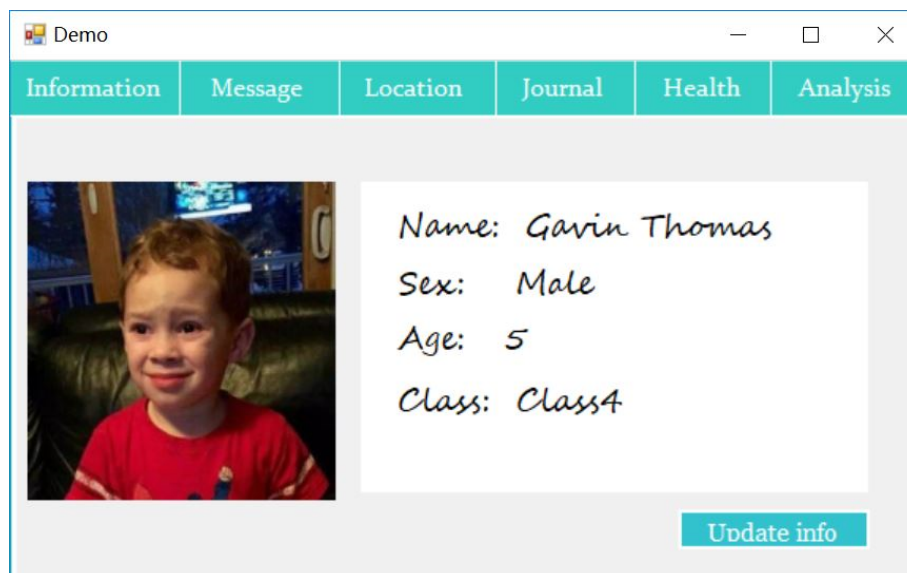 Demo
Information Message Location Journal Health Analysis
Name: Gavin Thomas
Sex: Male
Age: 5
Class: Class4
Update info